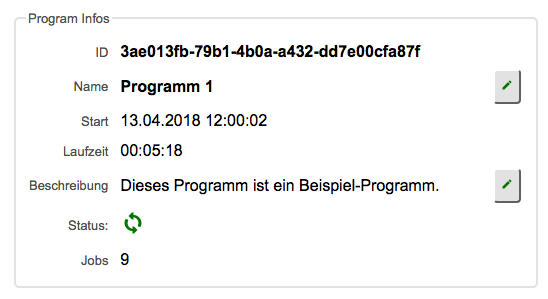 Program Infos
ID 3ae013fb-79b1-4b0a-a432-dd7e00cfa87f
Name Programm 1
Start 13.04.2018 12:00:02
Laufzeit 00:05:18
Beschreibung Dieses Programm ist ein Beispiel-Programm.
Status:
Jobs 9